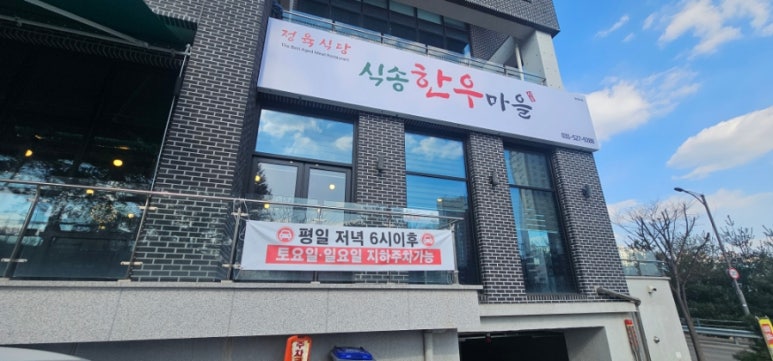 정육식당
The Best Aged Meat Restaurant
식송한우마을
평일 저녁 6시이후
토요일·일요일 지하주차가능